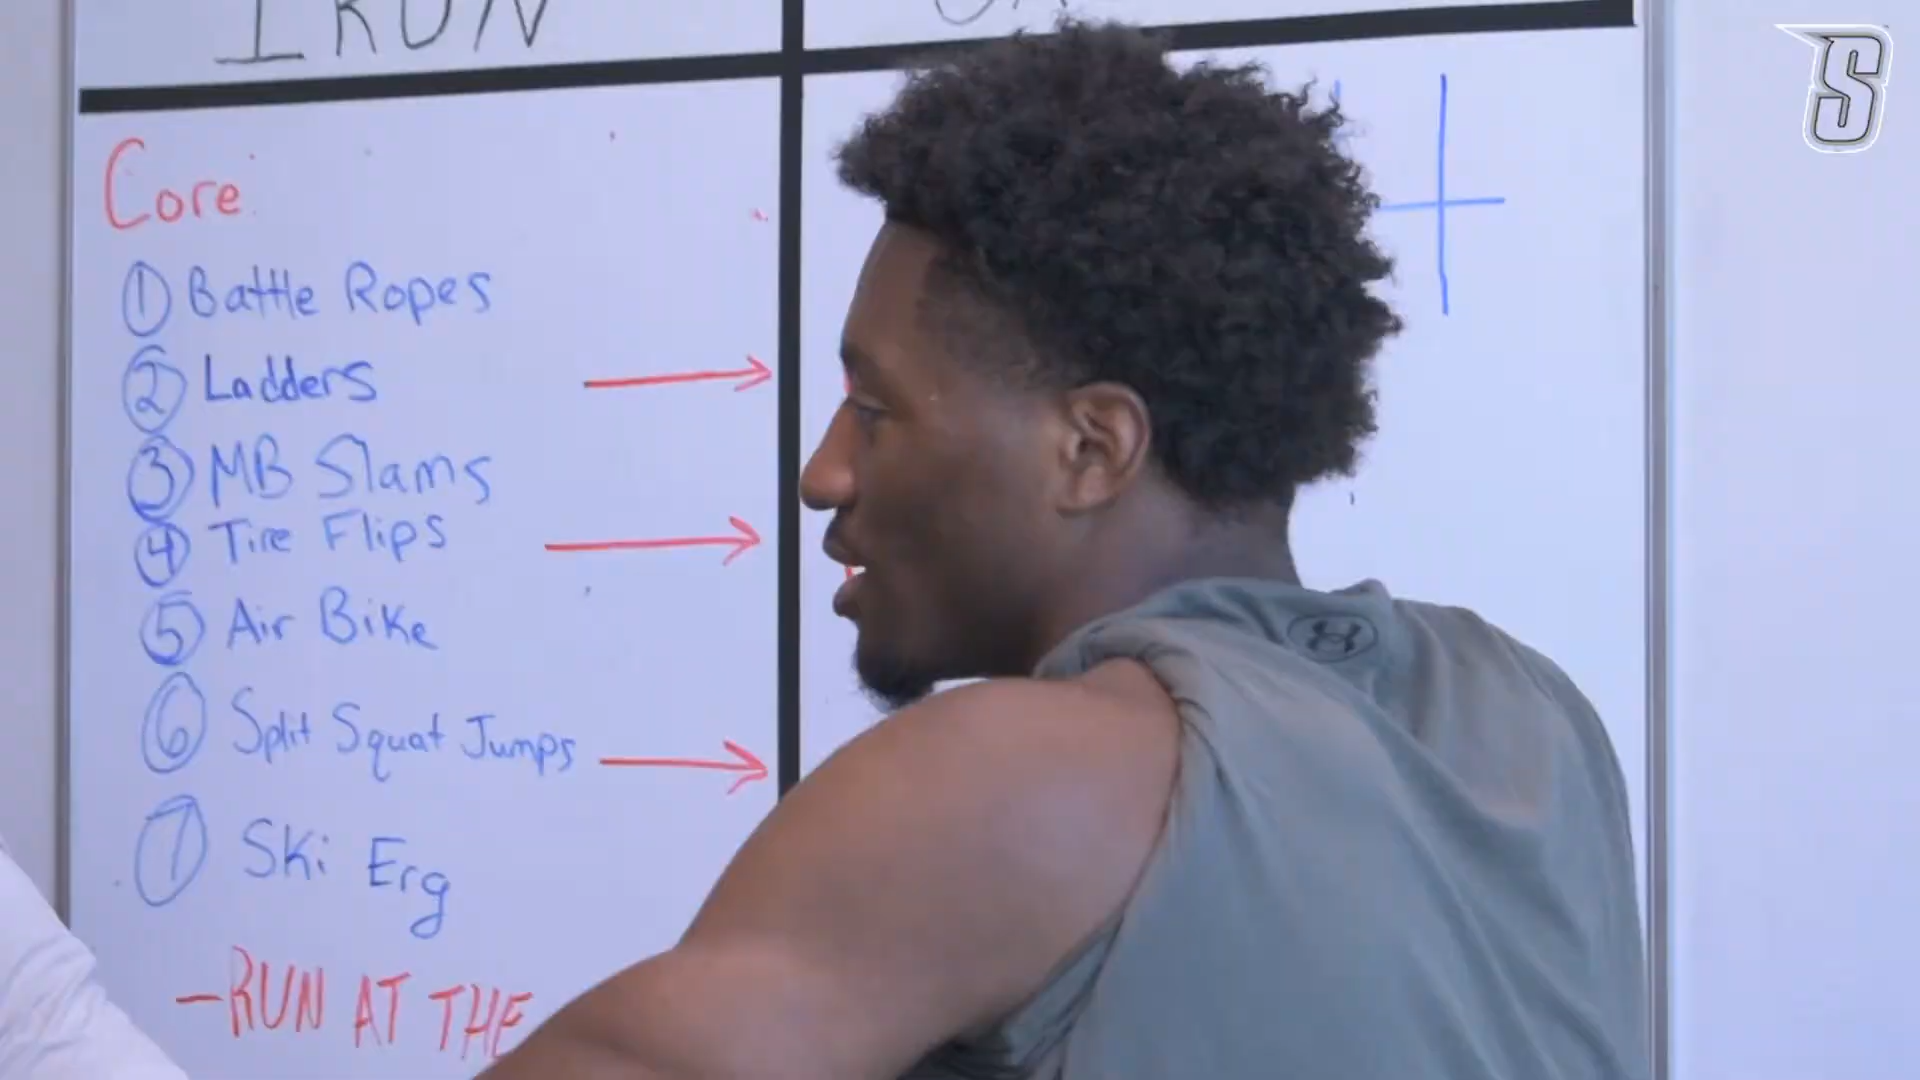 IRON
Core
① Battle Ropes
② Ladders
③ MB Slams
④ Tire Flips
⑤ Air Bike
⑥ Split Squat Jumps
⑦ Ski Erg
-RUN AT THE
S